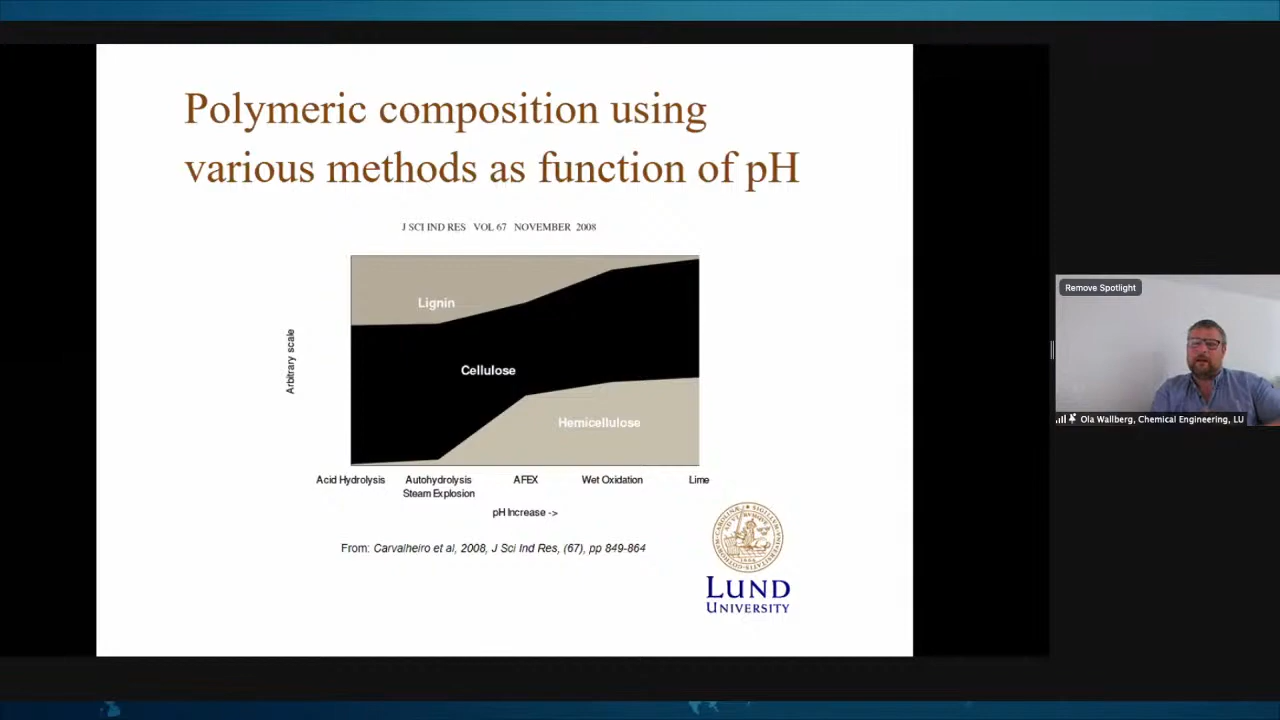 Polymeric composition using
various methods as function of pH
J SCI IND RES VOL 67 NOVEMBER 2008
Lignin
Cellulose
Hemicellulose
Arbitrary scale
Acid Hydrolysis
Autohydrolysis
Steam Explosion
AFEX
Wet Oxidation
Lime
pH Increase ->
From: Carvalheiro et al, 2008, J Sci Ind Res, (67), pp 849-864
LUND
UNIVERSITY
Remove Spotlight
Ola Wallberg, Chemical Engineering, LU